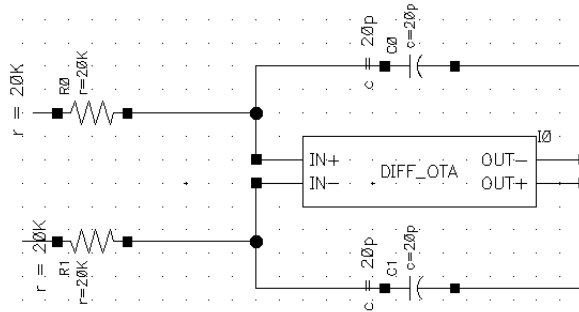 r = 20K
R0
r=20K
c = 20p
C0
c=20p
I0
IN+
IN-
DIFF_OTA
OUT-
OUT+
r = 20K
R1
r=20K
c = 20p
C1
c=20p